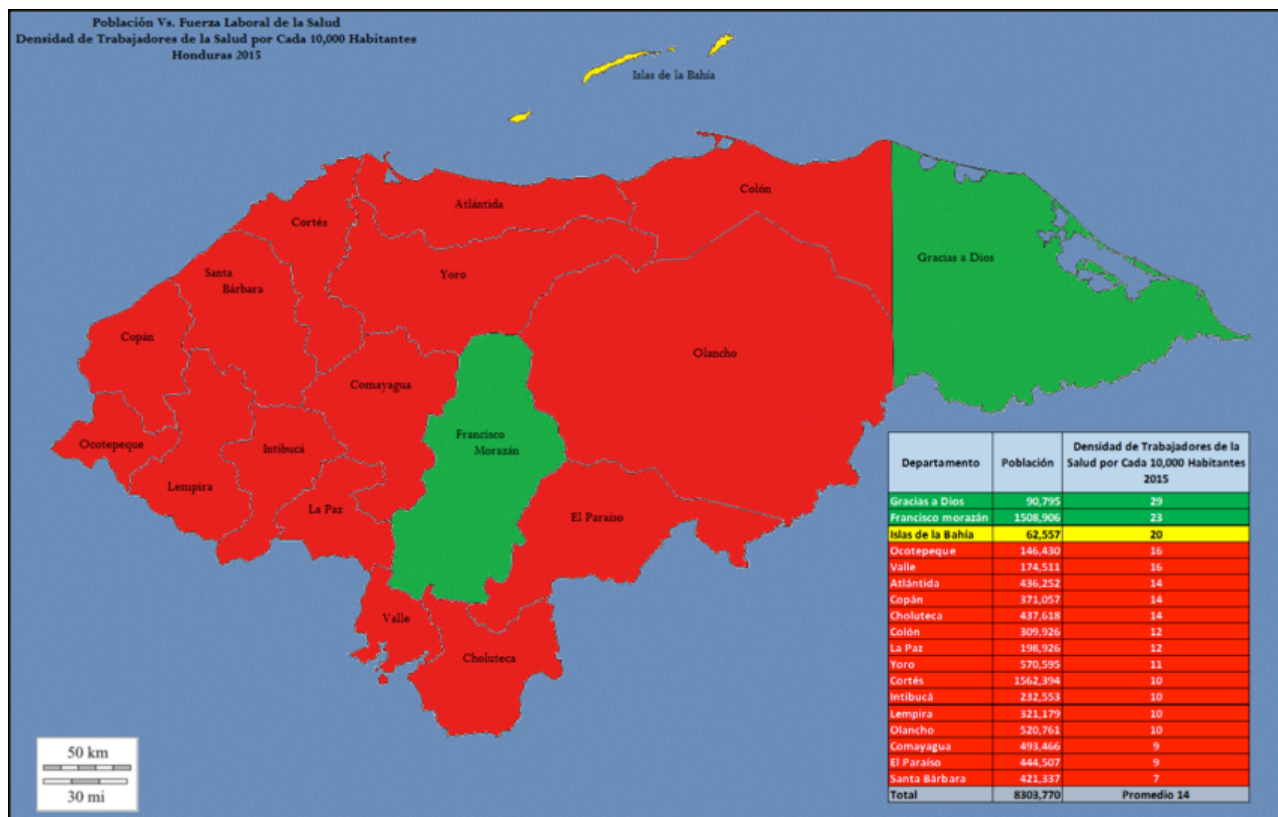 Población Vs. Fuerza Laboral de la Salud
Densidad de Trabajadores de la Salud por Cada 10,000 Habitantes
Honduras 2015
Islas de la Bahía
Colón
Atlántida
Cortés
Gracias a Dios
Yoro
Santa
Bárbara
Copán
Olancho
Comayagua
Francisco
Morazán
Ocotepeque
Intibucá
Lempira
La Paz
El Paraíso
Valle
Choluteca
50 km
30 mi
Departamento Población Densidad de Trabajadores de la
Salud por Cada 10,000 Habitantes
2015
Gracias a Dios 90,795 29
Francisco morazán 1508,906 23
Islas de la Bahía 62,557 20
Ocotepeque 146,430 16
Valle 174,511 16
Atlántida 436,252 14
Copán 371,057 14
Choluteca 437,618 14
Colón 309,926 12
La Paz 198,926 12
Yoro 570,595 11
Cortés 1562,394 10
Intibucá 232,553 10
Lempira 321,179 10
Olancho 520,761 10
Comayagua 493,466 9
El Paraíso 444,507 9
Santa Bárbara 421,337 7
Total 8303,770 Promedio 14